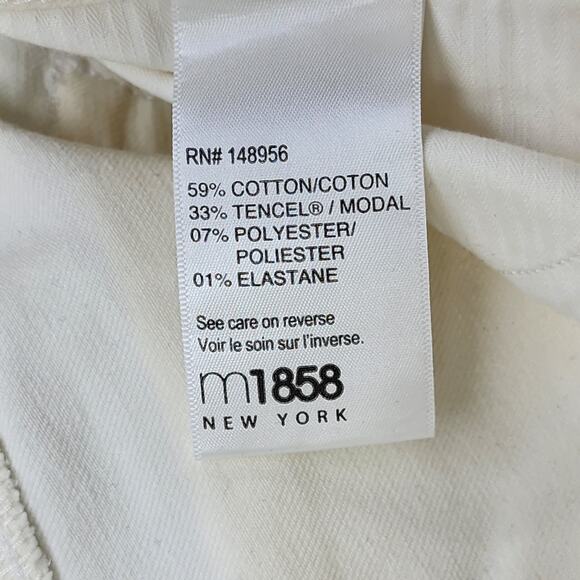 RN# 148956
59% COTTON/COTON
33% TENCEL® / MODAL
07% POLYESTER/
POLIESTER
01% ELASTANE
See care on reverse
Voir le soin sur l'inverse.
m1858
NEW YORK